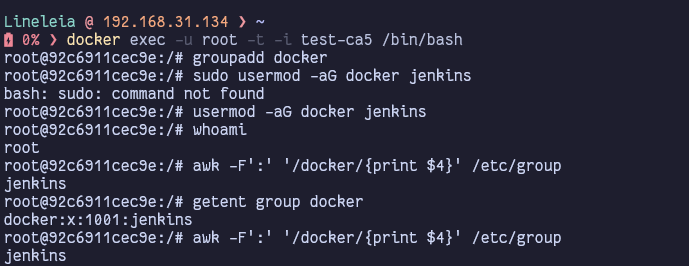 Lineleia @ 192.168.31.134 ❯ ~
0% ❯ docker exec -u root -t -i test-ca5 /bin/bash
root@92c6911cec9e:/# groupadd docker
root@92c6911cec9e:/# sudo usermod -aG docker jenkins
bash: sudo: command not found
root@92c6911cec9e:/# usermod -aG docker jenkins
root@92c6911cec9e:/# whoami
root
root@92c6911cec9e:/# awk -F':' '/docker/{print $4}' /etc/group
jenkins
root@92c6911cec9e:/# getent group docker
docker:x:1001:jenkins
root@92c6911cec9e:/# awk -F':' '/docker/{print $4}' /etc/group
jenkins